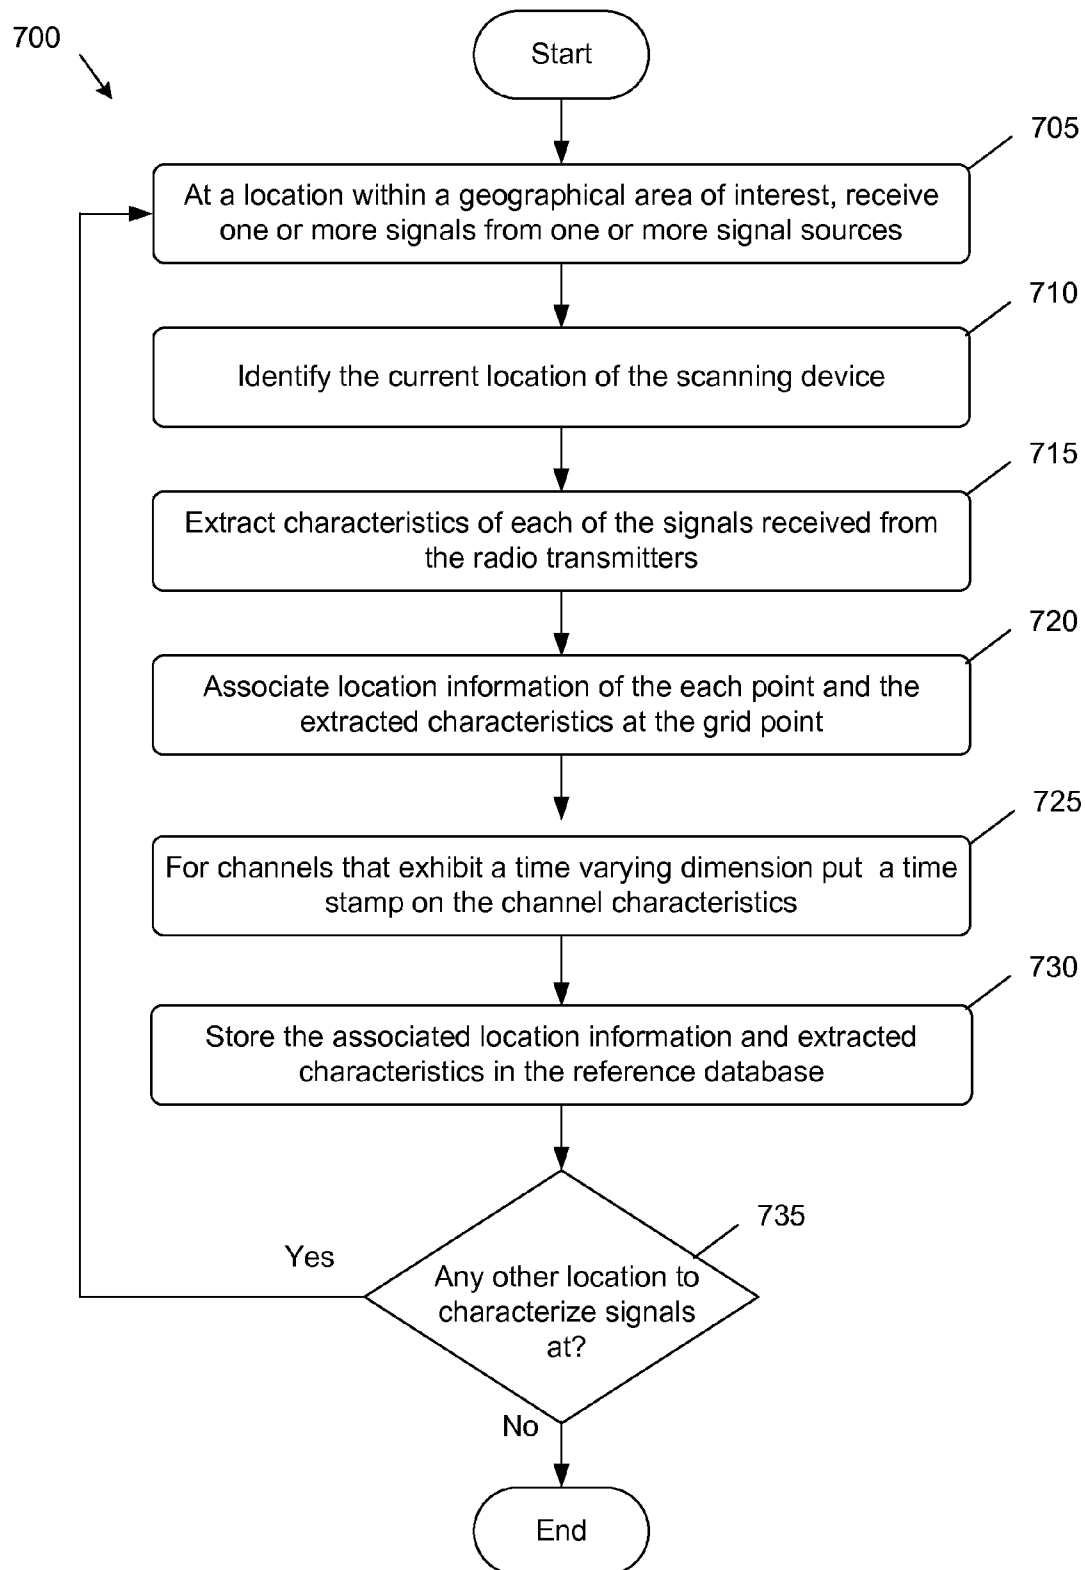 700
Start
705
At a location within a geographical area of interest, receive
one or more signals from one or more signal sources
710
Identify the current location of the scanning device
715
Extract characteristics of each of the signals received from
the radio transmitters
720
Associate location information of the each point and the
extracted characteristics at the grid point
725
For channels that exhibit a time varying dimension put a time
stamp on the channel characteristics
730
Store the associated location information and extracted
characteristics in the reference database
735
Yes
Any other location to
characterize signals
at?
No
End